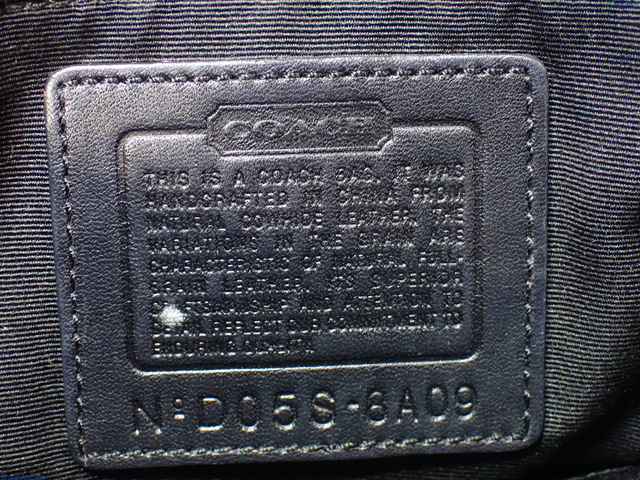 COACH
THIS IS A COACH BAG. IT WAS
HANDCRAFTED IN CHINA FROM
NATURAL COWHIDE LEATHER. THE
VARIATIONS IN THE GRAIN ARE
CHARACTERISTICS OF NATURAL FULL
GRAIN LEATHER. ITS SUPERIOR
CRAFTSMANSHIP AND ATTENTION TO
DETAIL REFLECT OUR COMMITMENT TO
ENDURING QUALITY.
Nº D05S-6A09